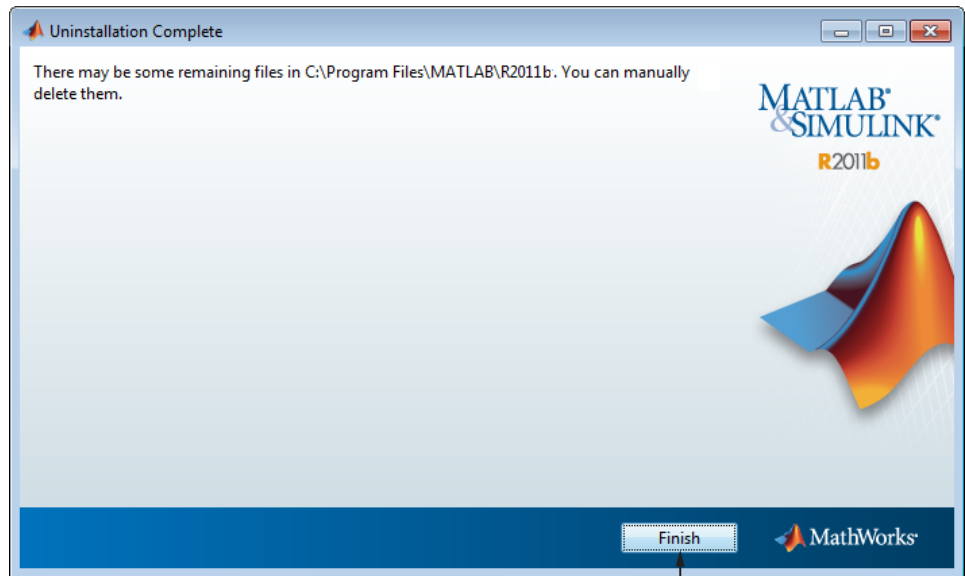 Uninstallation Complete
There may be some remaining files in C:\Program Files\MATLAB\R2011b. You can manually
delete them.
MATLAB®
&SIMULINK®
R2011b
Finish
MathWorks®